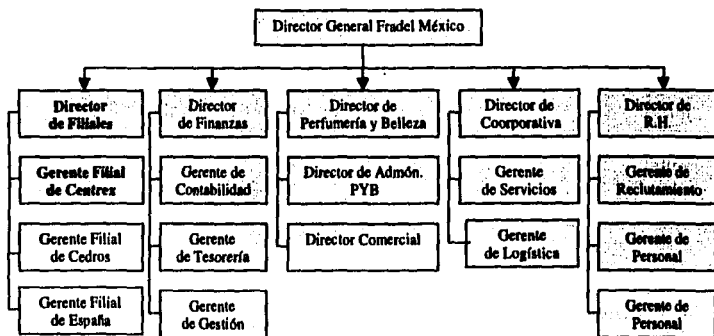 Director General Fradel México
Director
de Filiales
Gerente Filial
de Centrex
Gerente Filial
de Cedros
Gerente Filial
de España
Director
de Finanzas
Gerente de
Contabilidad
Gerente
de Tesorería
Gerente
de Gestión
Director de
Perfumería y Belleza
Director de Admón.
PYB
Director Comercial
Director de
Coorporativa
Gerente
de Servicios
Gerente
de Logística
Director de
R.H.
Gerente de
Reclutamiento
Gerente de
Personal
Gerente de
Personal